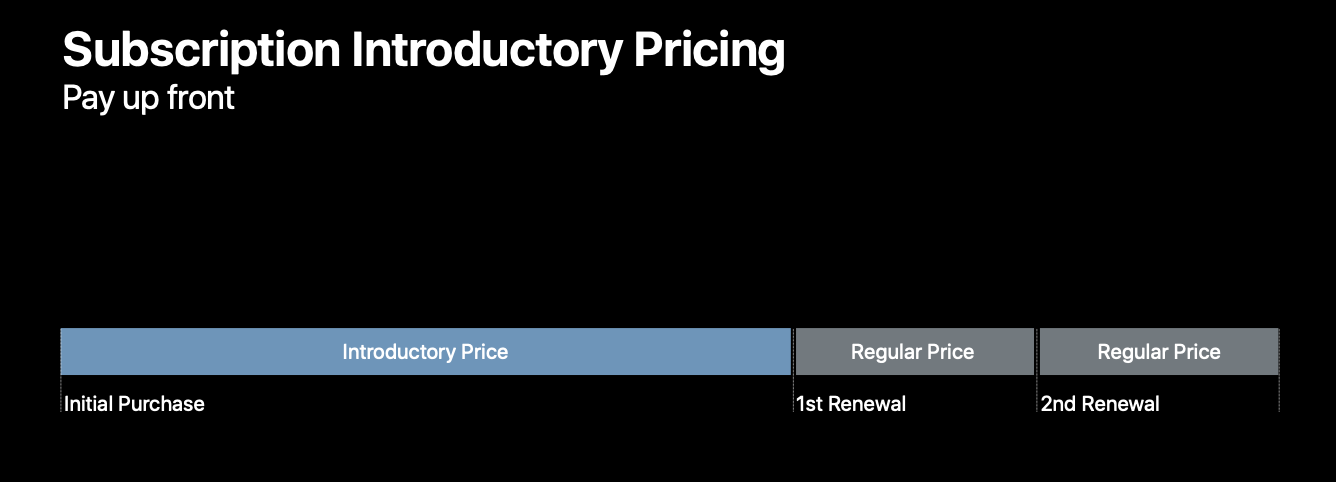 Subscription Introductory Pricing
Pay up front
Introductory Price
Regular Price
Regular Price
Initial Purchase
1st Renewal
2nd Renewal